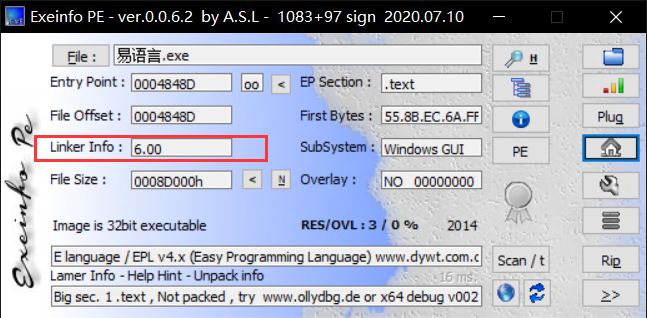 Exeinfo PE - ver.0.0.6.2 by A.S.L - 1083+97 sign 2020.07.10
Exeinfo Pe
File : 易语言.exe H
Entry Point : 0004848D oo < EP Section : .text
File Offset : 0004848D First Bytes : 55.8B.EC.6A.FF Plug
Linker Info : 6.00 SubSystem : Windows GUI PE
File Size : 0008D000h < N Overlay : NO 00000000
Image is 32bit executable RES/OVL : 3 / 0 % 2014
E language / EPL v4.x (Easy Programming Language) www.dywt.com.c Scan / t Rip
Lamer Info - Help Hint - Unpack info 16 ms.
Big sec. 1 .text , Not packed , try www.ollydbg.de or x64 debug v002 >>